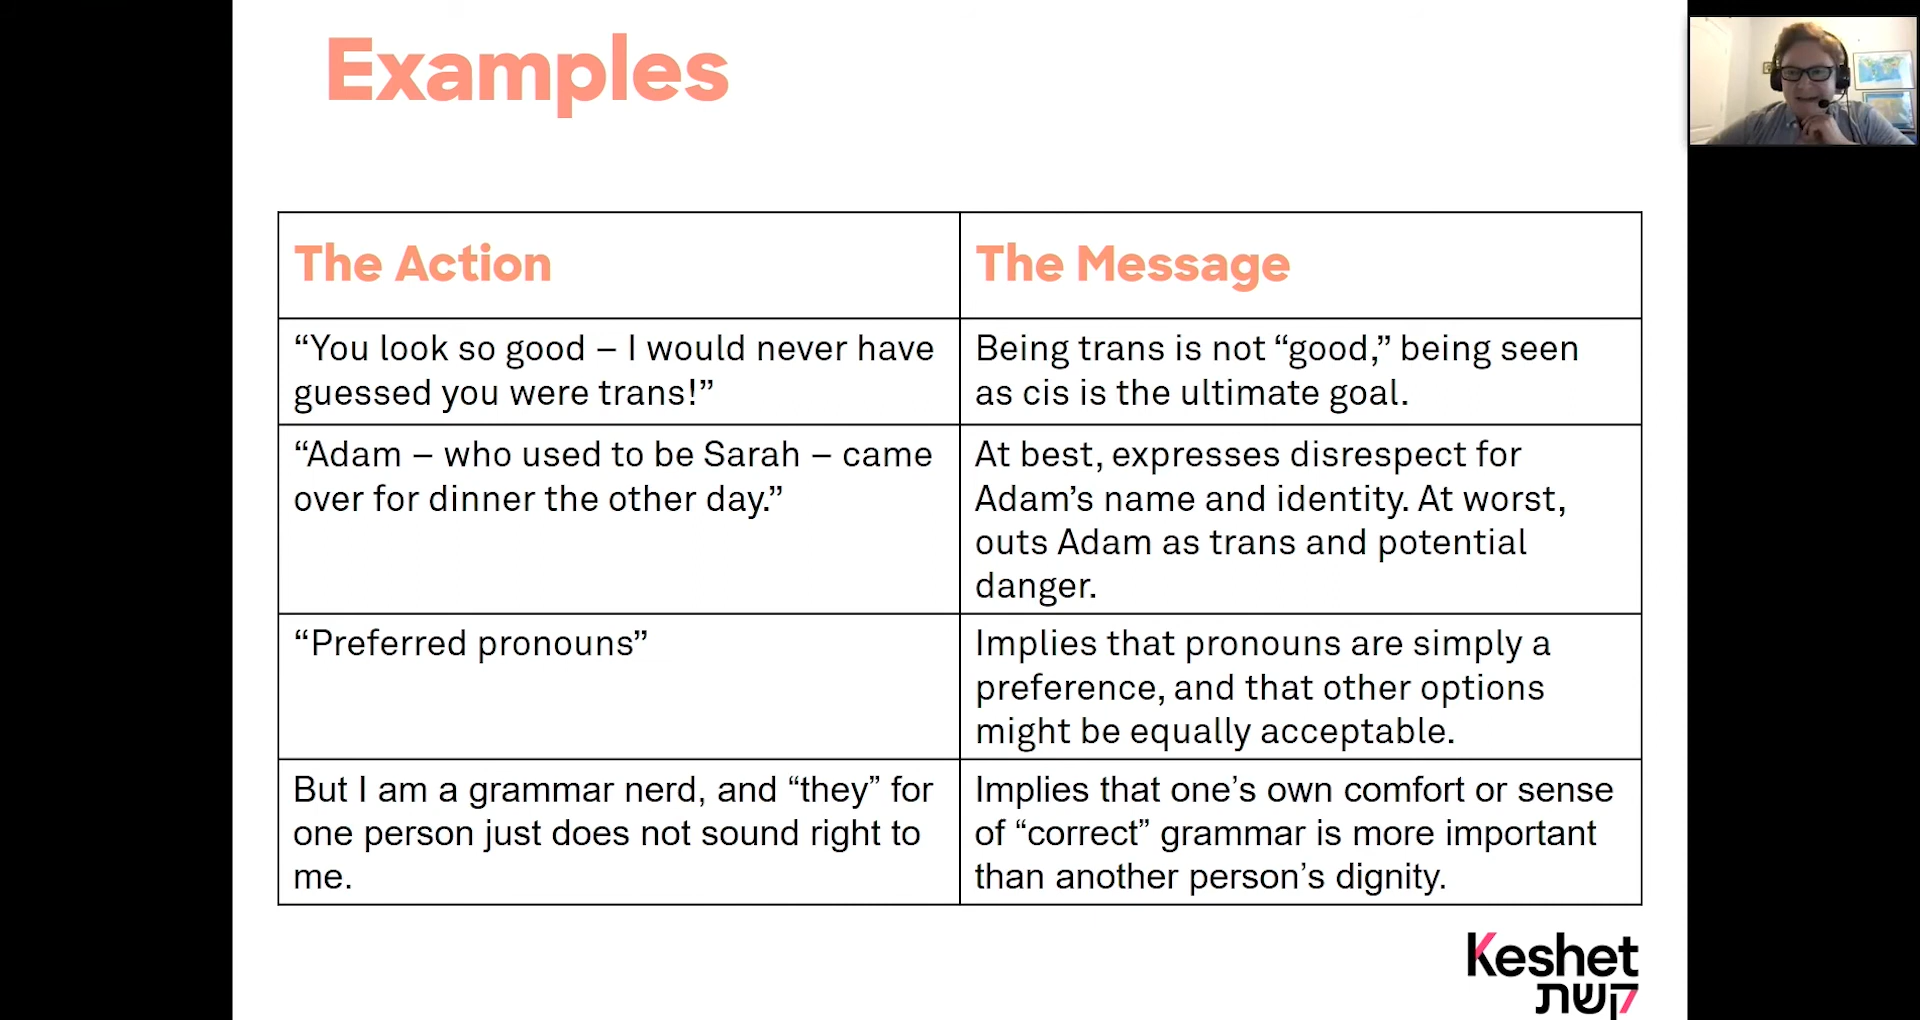 Examples
The Action
The Message
“You look so good – I would never have
guessed you were trans!”
Being trans is not “good,” being seen
as cis is the ultimate goal.
“Adam – who used to be Sarah – came
over for dinner the other day.”
At best, expresses disrespect for
Adam’s name and identity. At worst,
outs Adam as trans and potential
danger.
“Preferred pronouns”
Implies that pronouns are simply a
preference, and that other options
might be equally acceptable.
But I am a grammar nerd, and “they” for
one person just does not sound right to
me.
Implies that one’s own comfort or sense
of “correct” grammar is more important
than another person’s dignity.
Keshet
קשת